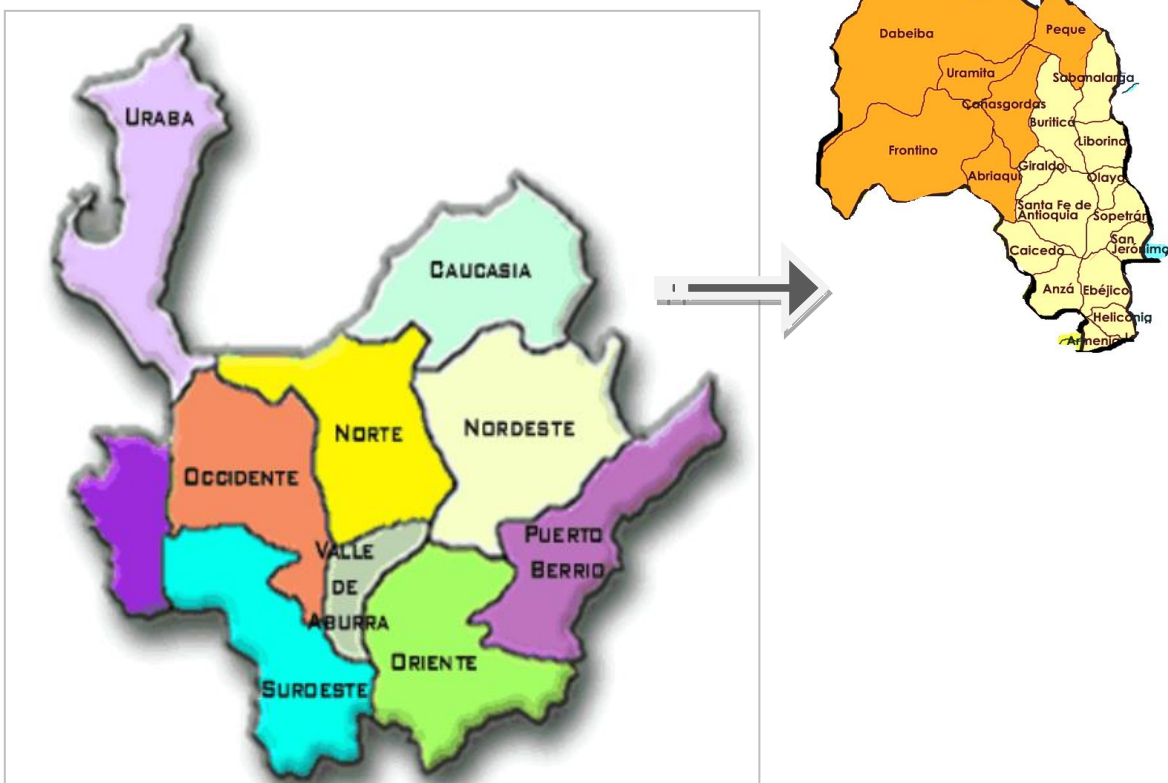 URABA
CAUCASIA
NORTE
NORDESTE
OCCIDENTE
PUERTO
BERRIO
VALLE
DE
ABURRA
ORIENTE
SUROESTE
Dabeiba
Peque
Uramita
Sabanalarga
Cañasgordas
Buriticá
Liborina
Frontino
Giraldo
Abriaquí
Olaya
Santa Fe de
Antioquia
Sopetrán
San
Jerónimo
Caicedo
Anzá
Ebéjico
Heliconia
Armenia